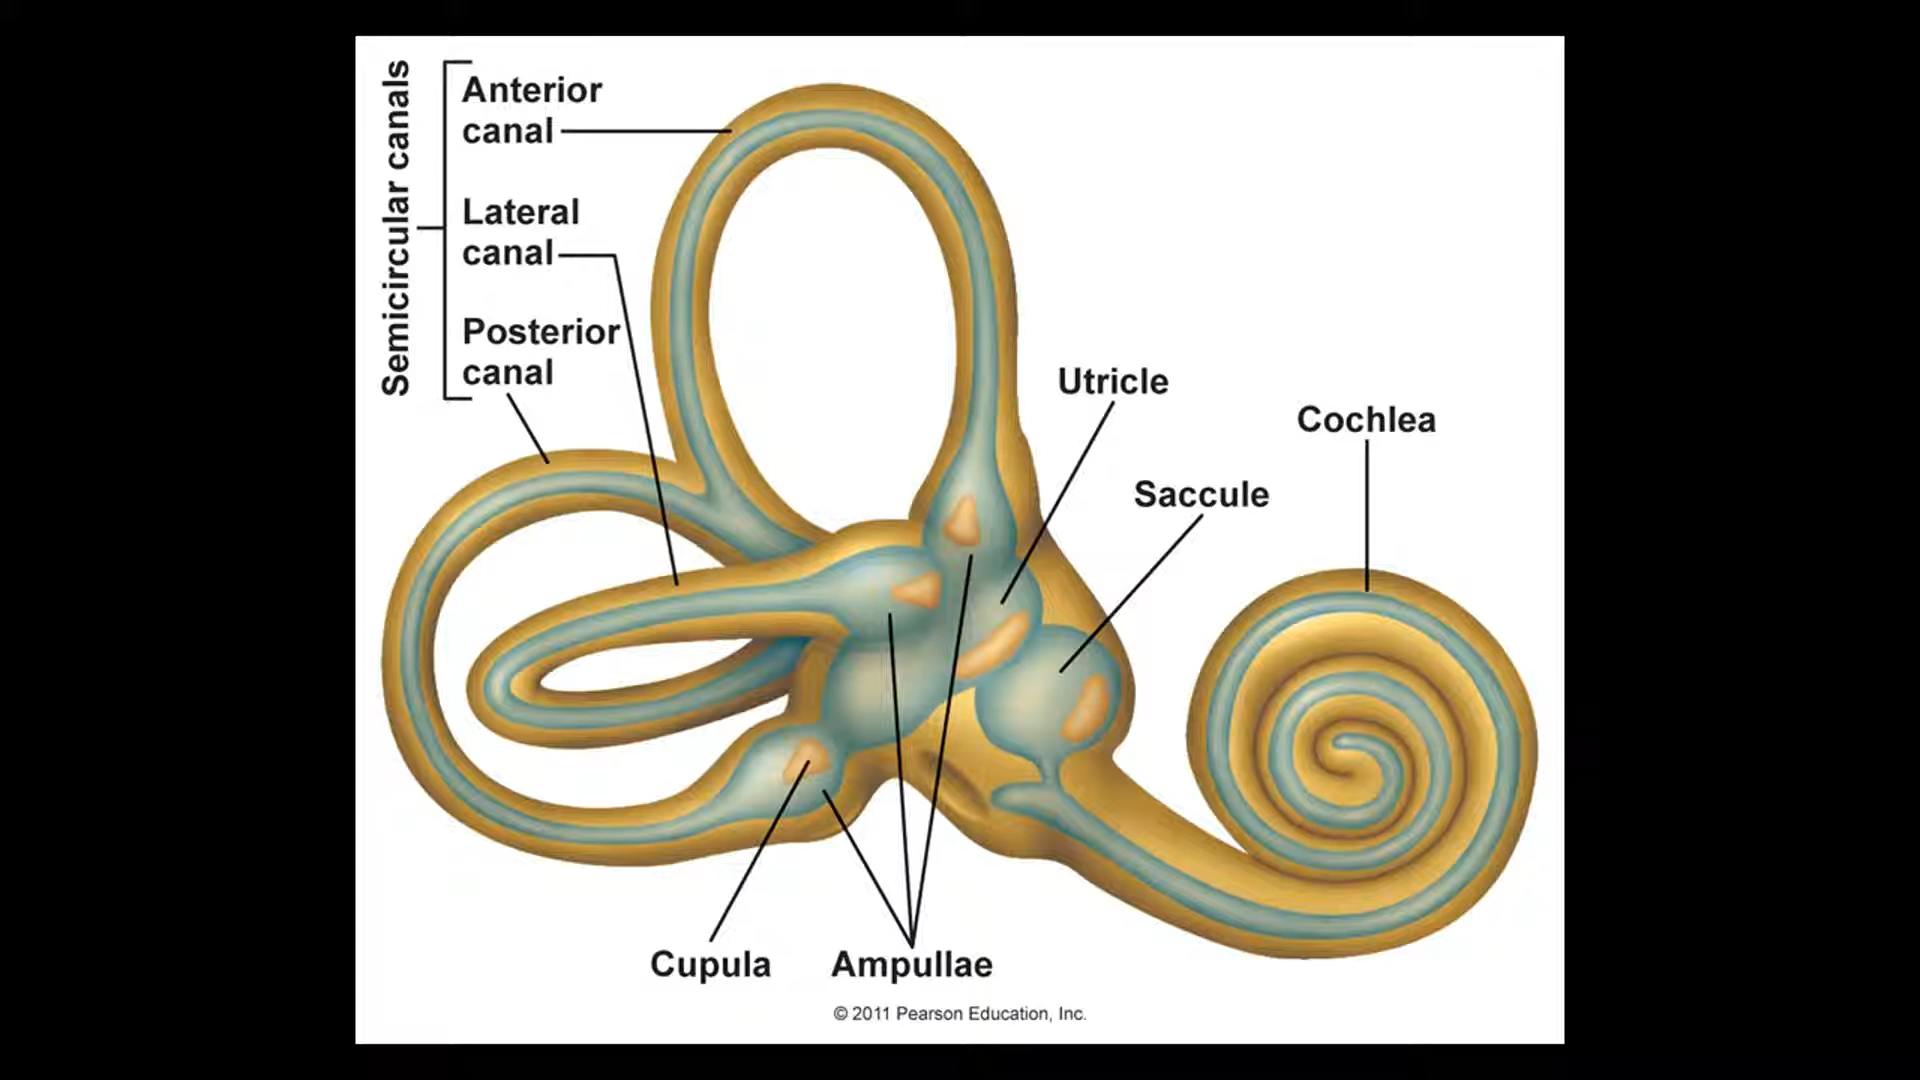 Semicircular canals
Anterior
canal
Lateral
canal
Posterior
canal
Utricle
Cochlea
Saccule
Cupula
Ampullae
© 2011 Pearson Education, Inc.